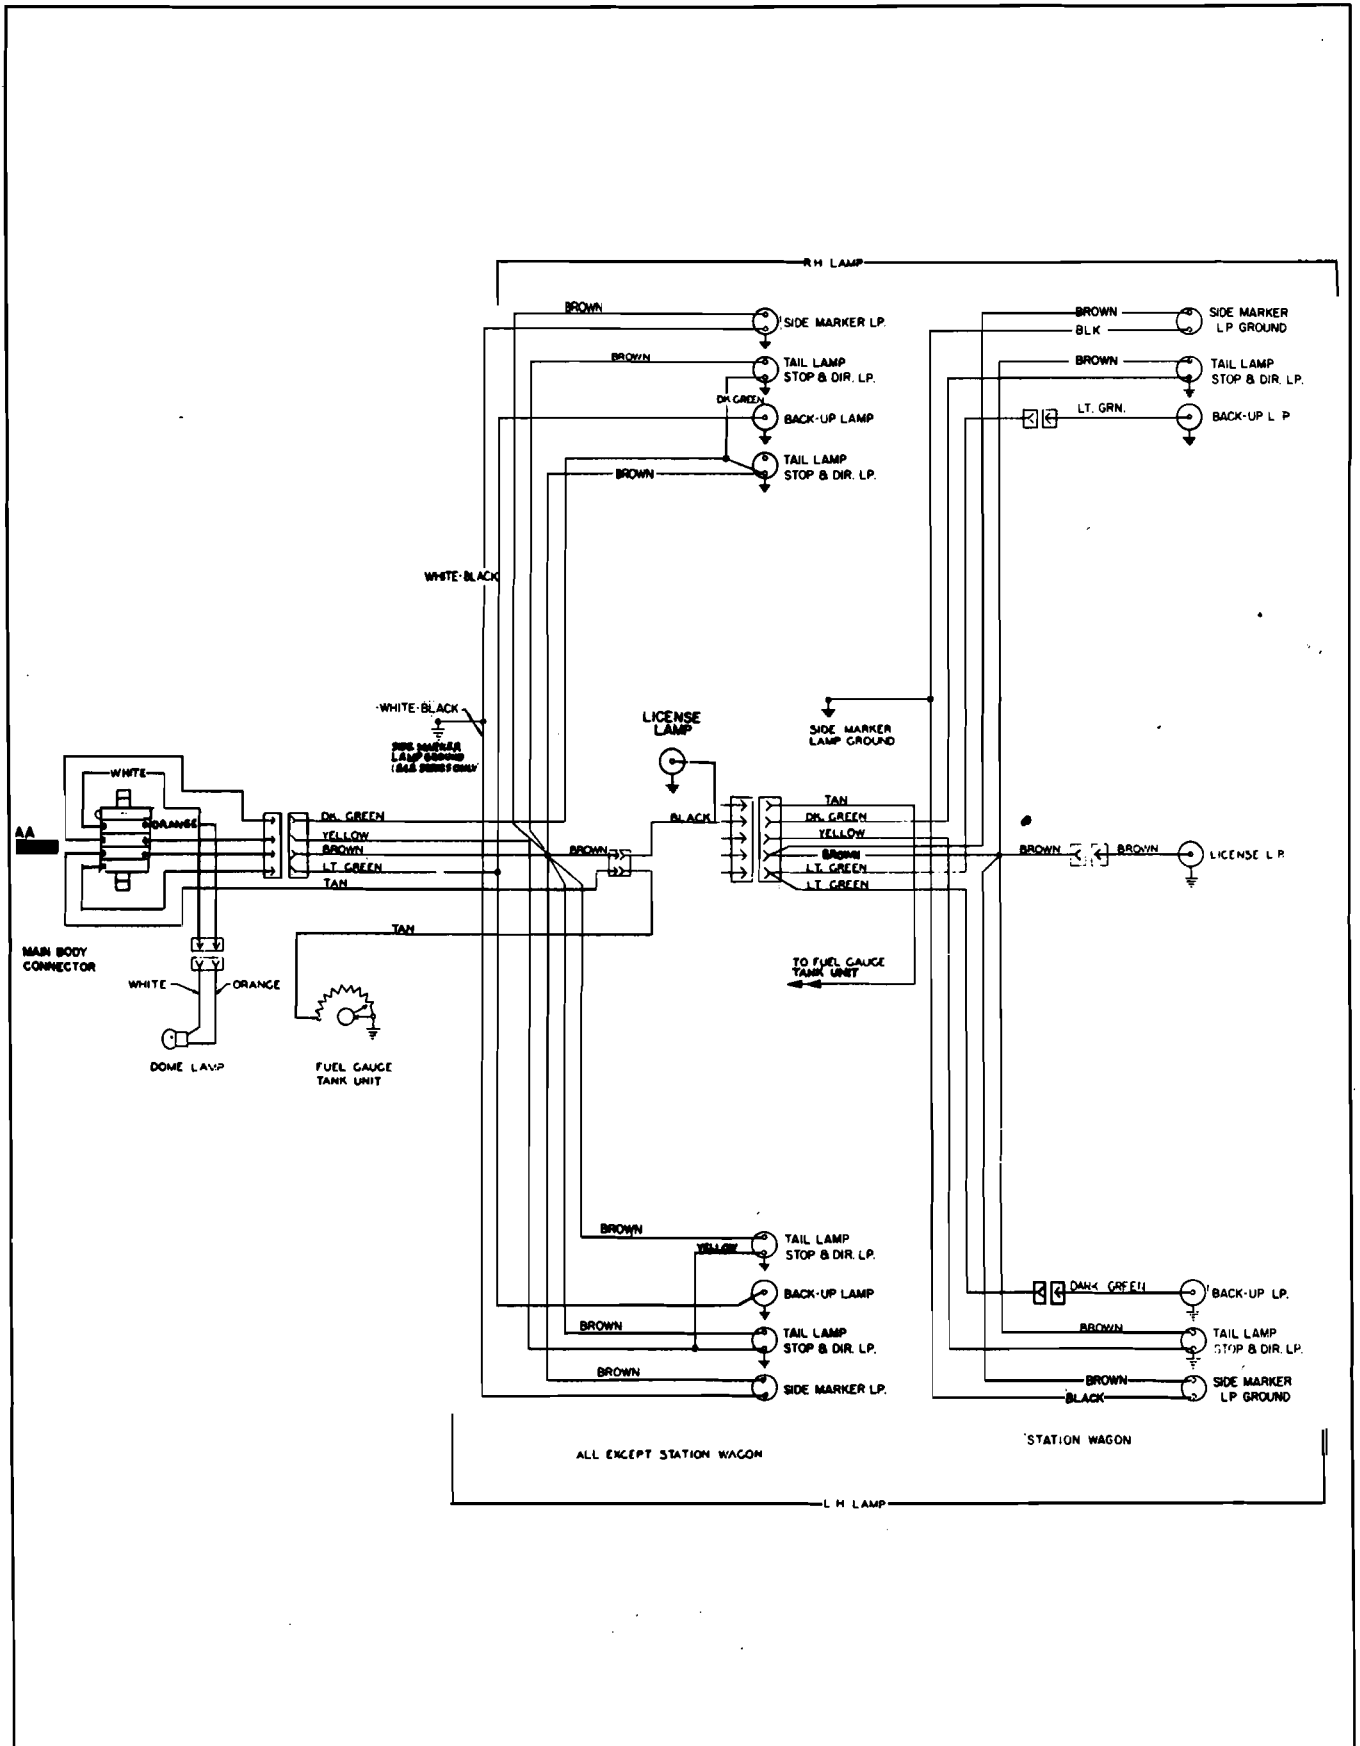 RH LAMP
BROWN
SIDE MARKER LP.
BROWN
TAIL LAMP
STOP & DIR. LP.
DK GREEN
BACK-UP LAMP
TAIL LAMP
BROWN
STOP & DIR. LP.
BROWN
SIDE MARKER
BLK
LP GROUND
BROWN
TAIL LAMP
STOP & DIR. LP.
LT. GRN.
BACK-UP L P
WHITE-BLACK
WHITE-BLACK
SIDE MARKER
LAMP GROUND
SERIES ONLY
LICENSE
LAMP
SIDE MARKER
LAMP GROUND
WHITE
ORANGE
AA
DK. GREEN
YELLOW
BROWN
LT GREEN
TAN
BROWN
BLACK
TAN
DK. GREEN
YELLOW
BROWN
LT. GREEN
LT. GREEN
BROWN
BROWN
LICENSE L P.
TAN
MAIN BODY
CONNECTOR
TO FUEL GAUGE
TANK UNIT
WHITE
ORANGE
DOME LAMP
FUEL GAUGE
TANK UNIT
BROWN
TAIL LAMP
YELLOW
STOP & DIR. LP.
BACK-UP LAMP
BROWN
TAIL LAMP
STOP & DIR. LP.
BROWN
SIDE MARKER LP.
DARK GREEN
BACK-UP LP.
BROWN
TAIL LAMP
STOP & DIR. LP.
BROWN
SIDE MARKER
BLACK
LP GROUND
ALL EXCEPT STATION WAGON
STATION WAGON
L H LAMP